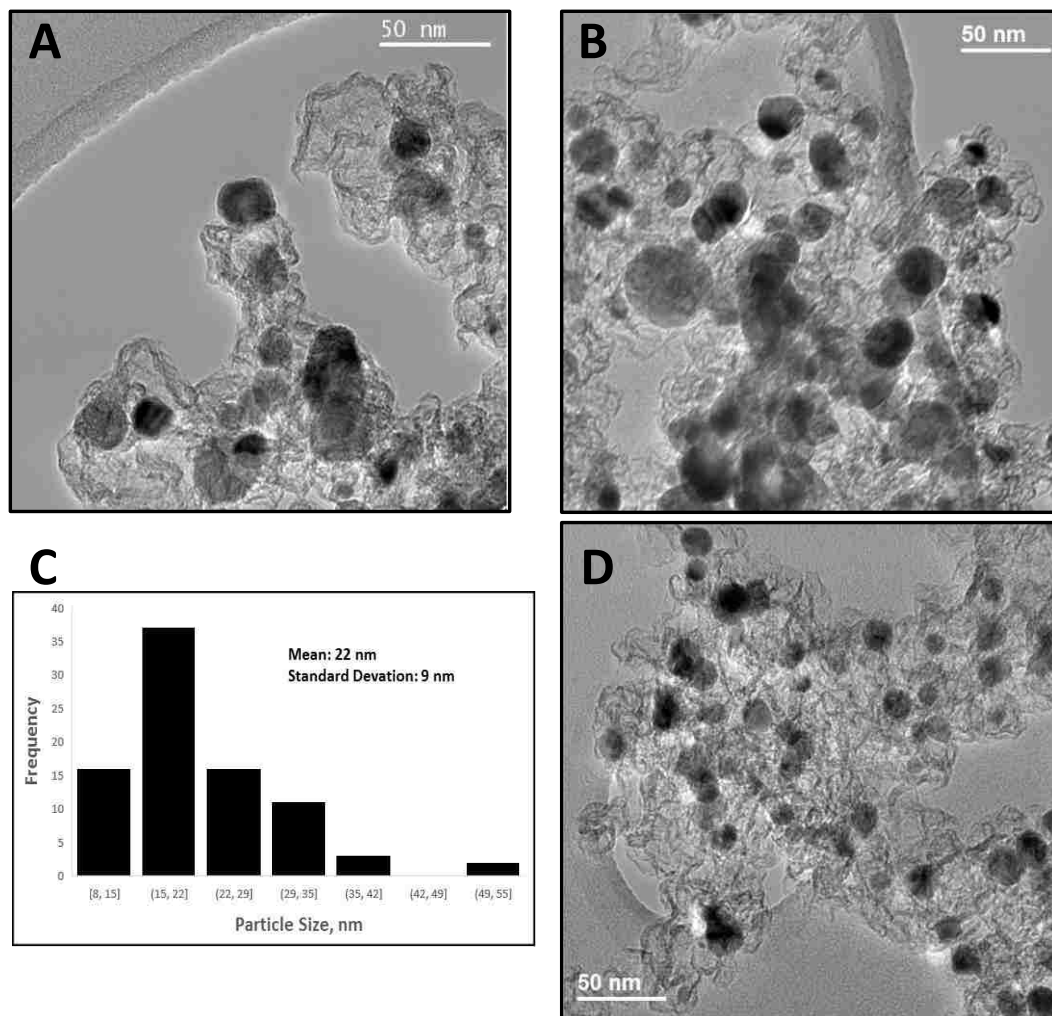 A
50 nm
B
50 nm
C
40
35
30
25
20
15
10
5
0
Frequency
Mean: 22 nm
Standard Devation: 9 nm
[8, 15]
(15, 22]
(22, 29]
(29, 35]
(35, 42]
(42, 49]
(49, 55]
Particle Size, nm
D
50 nm